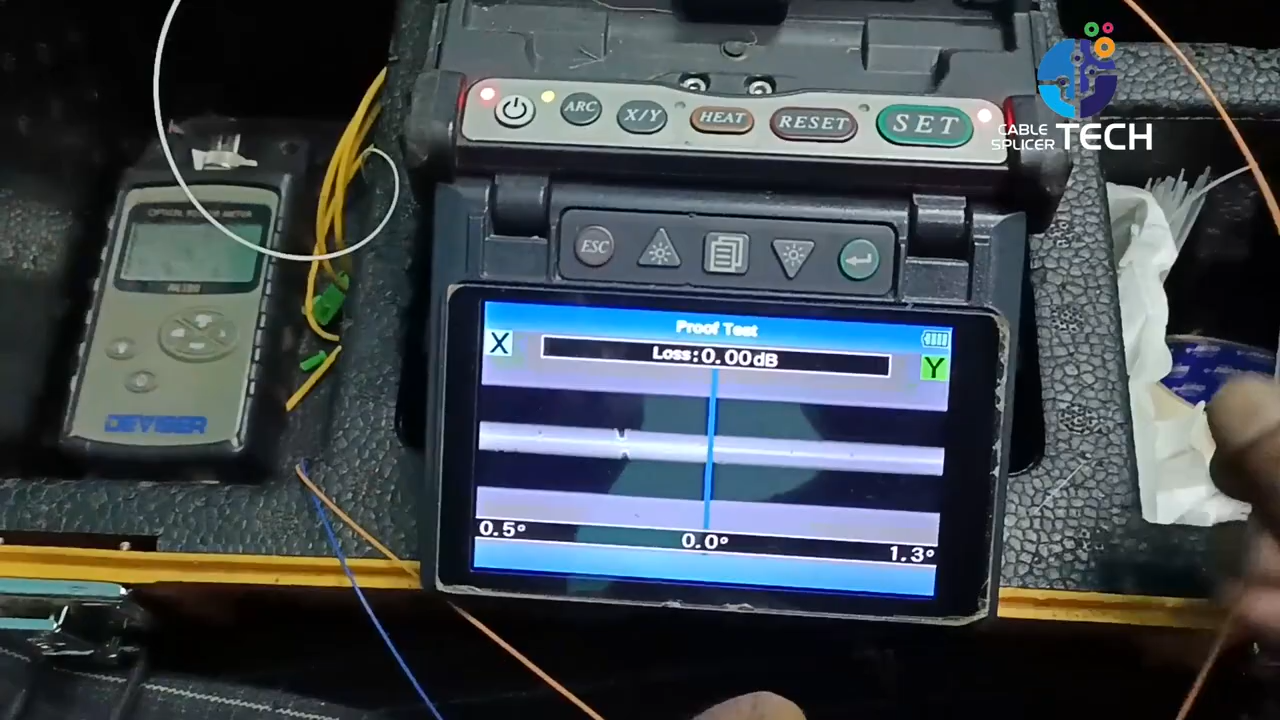 CABLE
SPLICER TECH
ARC
X/Y
HEAT
RESET
SET
ESC
OPTICAL POWER METER
DEVISER
Proof Test
X
Loss:0.00dB
Y
0.5°
0.0°
1.3°